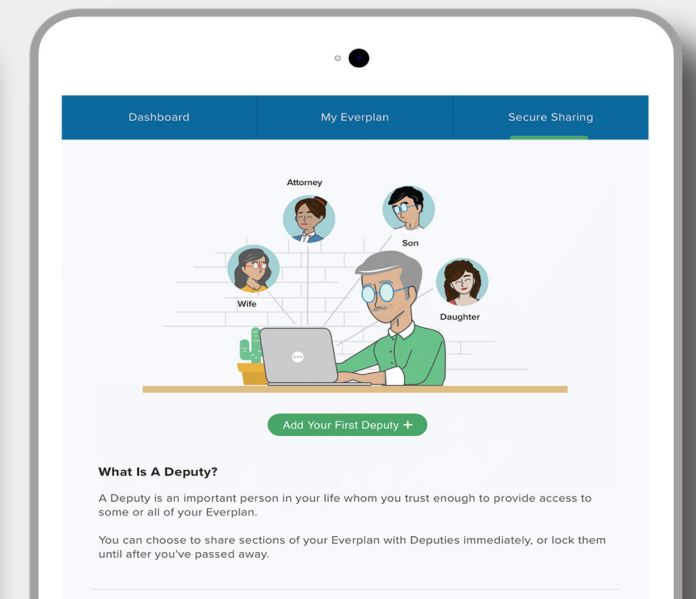 Dashboard
My Everplan
Secure Sharing
Attorney
Son
Wife
Daughter
Add Your First Deputy +
What Is A Deputy?
A Deputy is an important person in your life whom you trust enough to provide access to
some or all of your Everplan.
You can choose to share sections of your Everplan with Deputies immediately, or lock them
until after you've passed away.